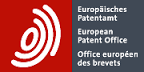 Europäisches
Patentamt
European
Patent Office
Office européen
des brevets